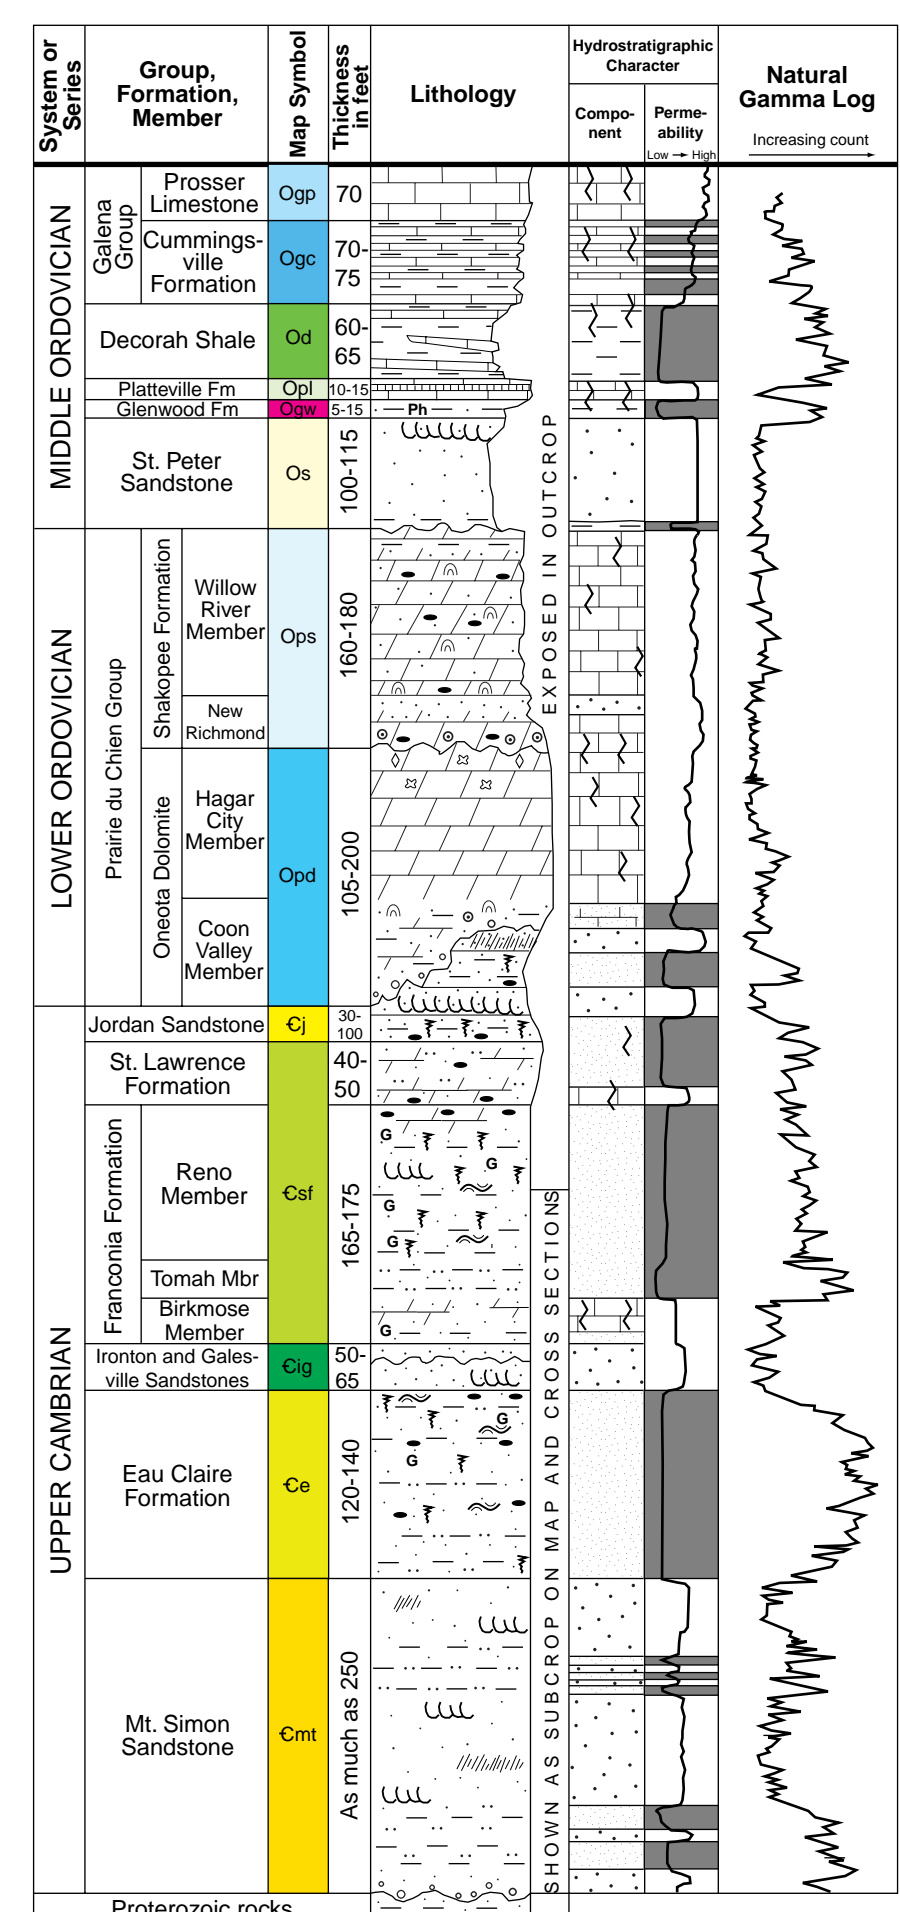 System or
Series
Group,
Formation,
Member
Map Symbol
Thickness
in feet
Lithology
Hydrostratigraphic
Character
Compo-
nent
Perme-
ability
Low → High
Natural
Gamma Log
Increasing count
MIDDLE ORDOVICIAN
Galena
Group
Prosser
Limestone
Ogp
70
Cummings-
ville
Formation
Ogc
70-
75
Decorah Shale
Od
60-
65
Platteville Fm
Opl
10-15
Glenwood Fm
Ogw
5-15
Ph
St. Peter
Sandstone
Os
100-115
EXPOSED IN OUTCROP
LOWER ORDOVICIAN
Prairie du Chien Group
Shakopee Formation
Willow
River
Member
New
Richmond
Ops
160-180
Oneota Dolomite
Hagar
City
Member
Coon
Valley
Member
Opd
105-200
UPPER CAMBRIAN
Jordan Sandstone
Єj
30-
100
St. Lawrence
Formation
40-
50
Franconia Formation
Reno
Member
Tomah Mbr
Birkmose
Member
Єsf
165-175
G
G
G
G
G
Ironton and Gales-
ville Sandstones
Єig
50-
65
Eau Claire
Formation
Єe
120-140
G
G
Mt. Simon
Sandstone
Єmt
As much as 250
SHOWN AS SUBCROP ON MAP AND CROSS SECTIONS
Proterozoic rocks